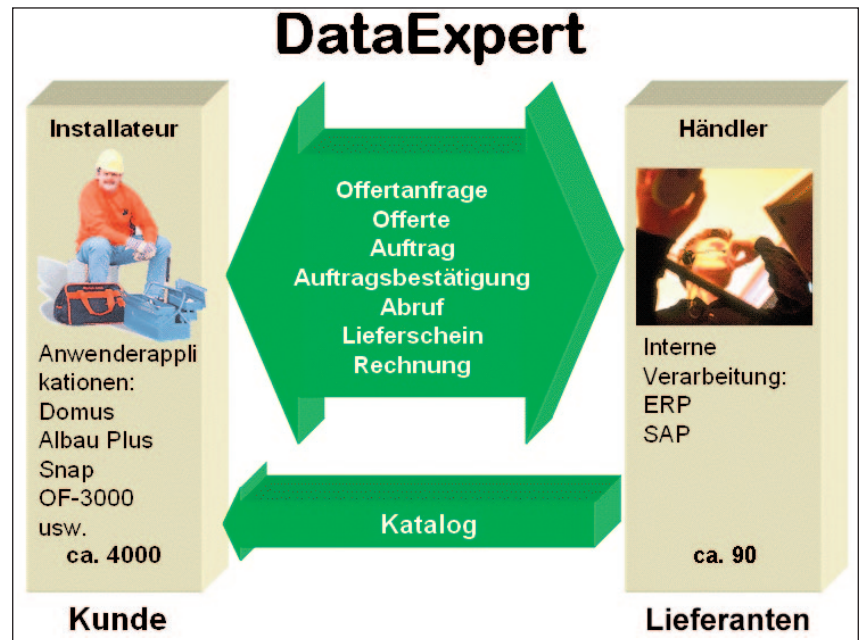 DataExpert
Installateur
Anwenderappli
kationen:
Domus
Albau Plus
Snap
OF-3000
usw.
ca. 4000
Kunde
Offertanfrage
Offerte
Auftrag
Auftragsbestätigung
Abruf
Lieferschein
Rechnung
Katalog
Händler
Interne
Verarbeitung:
ERP
SAP
ca. 90
Lieferanten